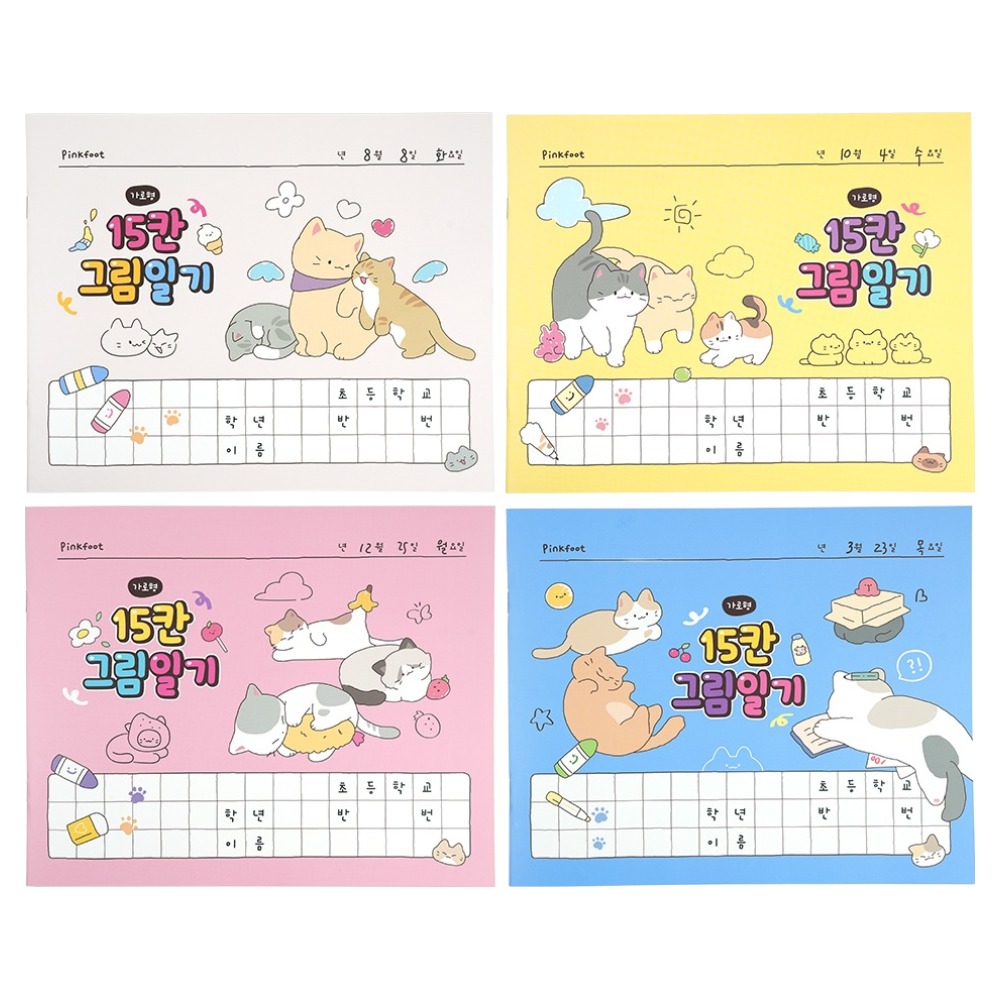 Pinkfoot 년 8월 8일 화요일
가로형
15칸
그림일기
초등학교
학년 반 번
이름
Pinkfoot 년 10월 4일 수요일
가로형
15칸
그림일기
초등학교
학년 반 번
이름
Pinkfoot 년 12월 25일 월요일
가로형
15칸
그림일기
초등학교
학년 반 번
이름
Pinkfoot 년 3월 23일 목요일
가로형
15칸
그림일기
?!
100
초등학교
학년 반 번
이름